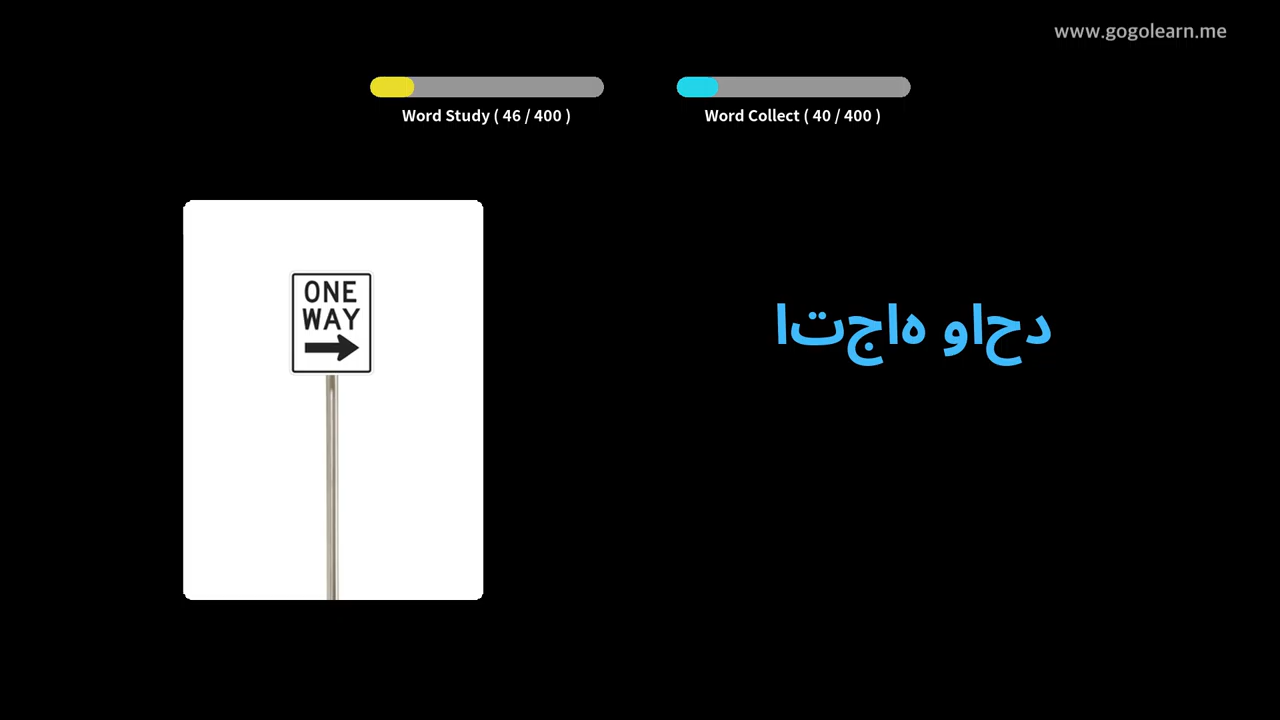 www.gogolearn.me
Word Study ( 46 / 400 )
Word Collect ( 40 / 400 )
ONE
WAY
دحاو هاجتا